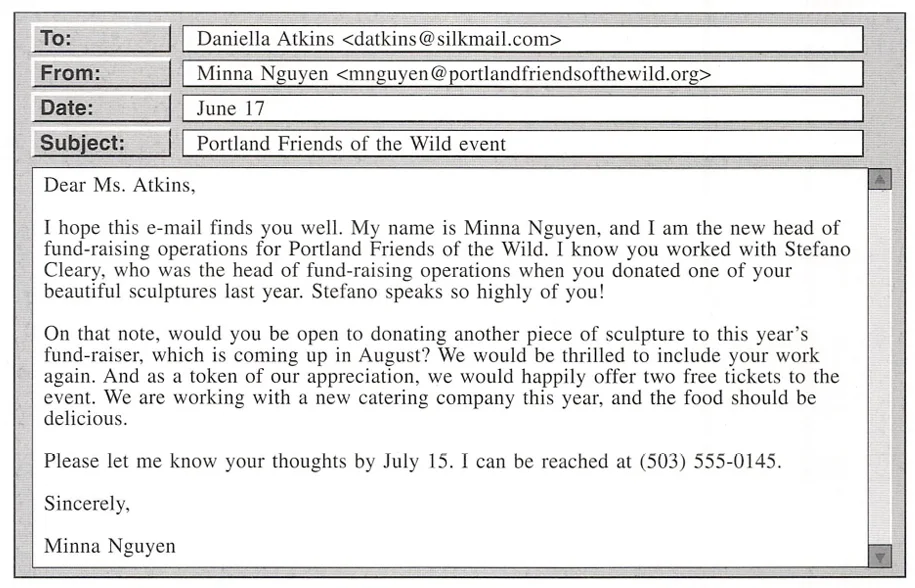 To: Daniella Atkins <datkins@silkmail.com>
From: Minna Nguyen <mnguyen@portlandfriendsofthewild.org>
Date: June 17
Subject: Portland Friends of the Wild event
Dear Ms. Atkins,
I hope this e-mail finds you well. My name is Minna Nguyen, and I am the new head of
fund-raising operations for Portland Friends of the Wild. I know you worked with Stefano
Cleary, who was the head of fund-raising operations when you donated one of your
beautiful sculptures last year. Stefano speaks so highly of you!
On that note, would you be open to donating another piece of sculpture to this year's
fund-raiser, which is coming up in August? We would be thrilled to include your work
again. And as a token of our appreciation, we would happily offer two free tickets to the
event. We are working with a new catering company this year, and the food should be
delicious.
Please let me know your thoughts by July 15. I can be reached at (503) 555-0145.
Sincerely,
Minna Nguyen